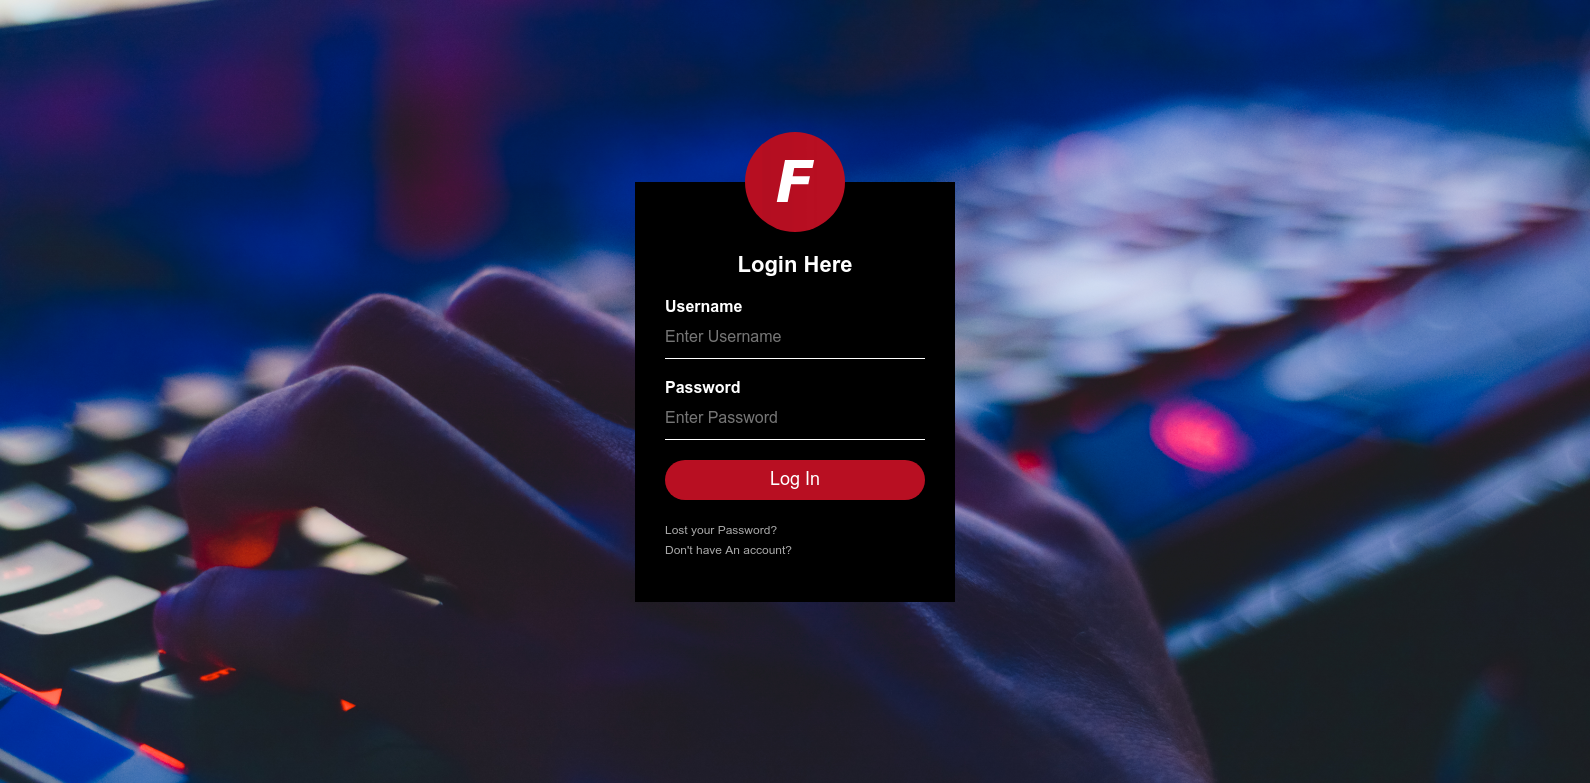 F
Login Here
Username
Enter Username
Password
Enter Password
Log In
Lost your Password?
Don't have An account?